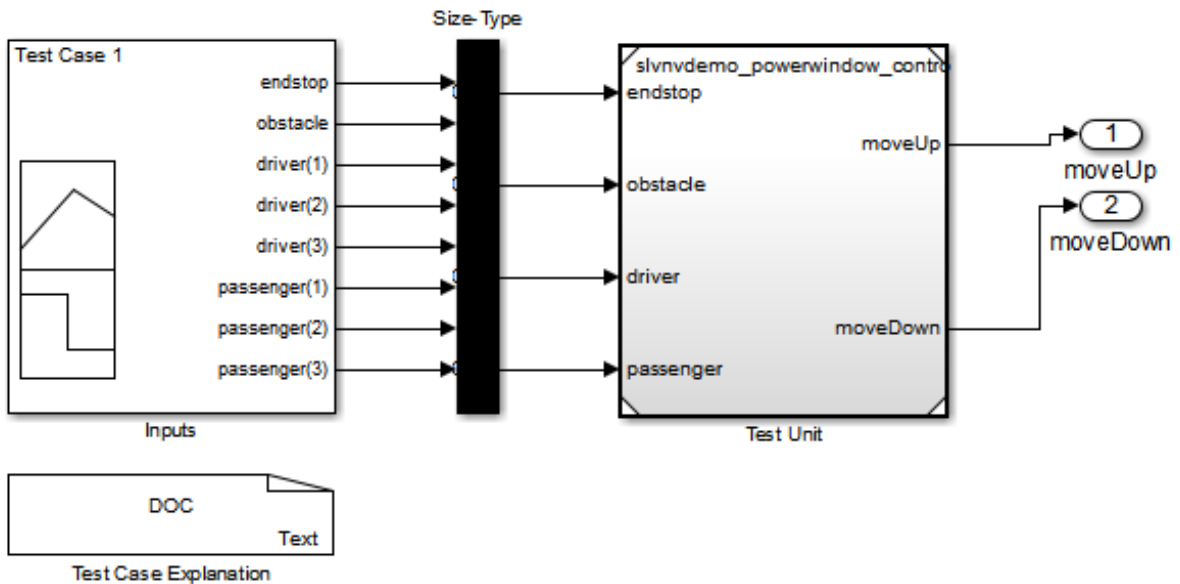 Size-Type
Test Case 1
endstop
obstacle
driver(1)
driver(2)
driver(3)
passenger(1)
passenger(2)
passenger(3)
Inputs
slvnvdemo_powerwindow_contro
endstop
obstacle
driver
passenger
moveUp
moveDown
Test Unit
1
moveUp
2
moveDown
DOC
Text
Test Case Explanation